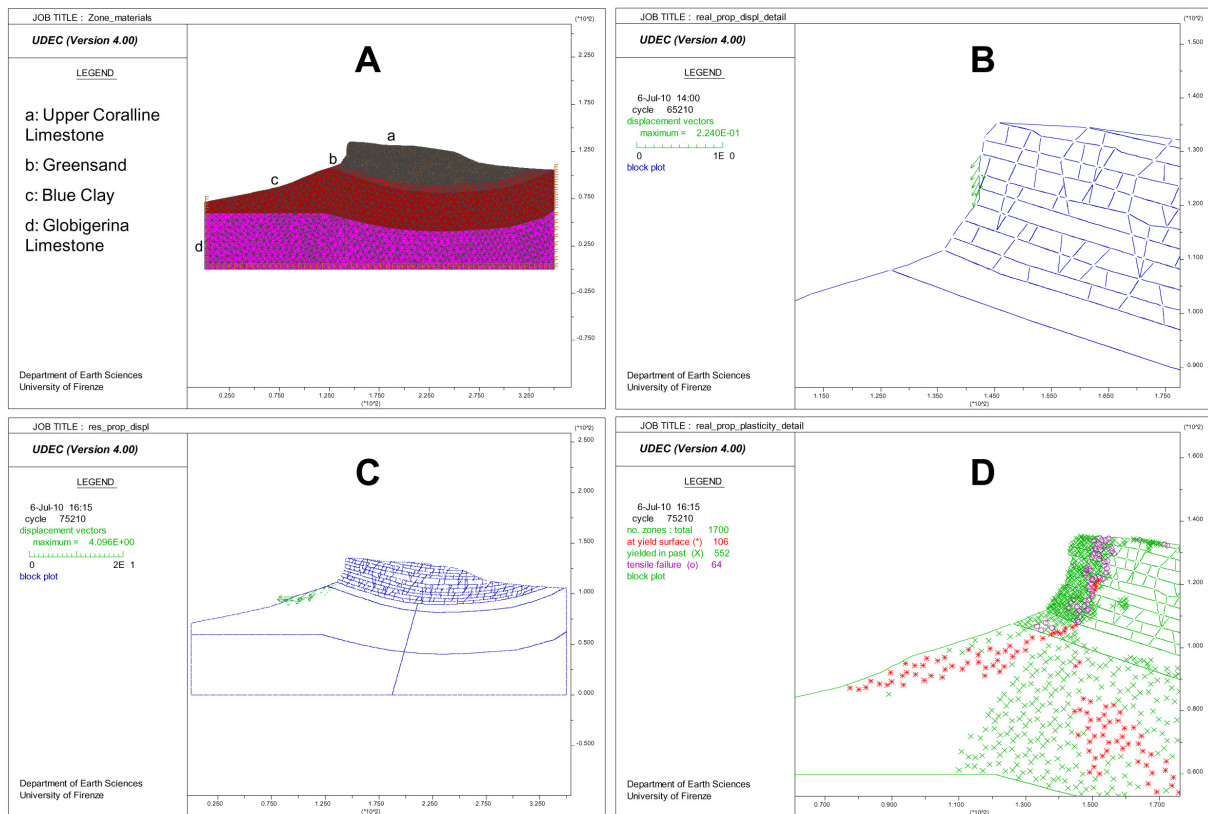 JOB TITLE : Zone_materials
(*10^2)
UDEC (Version 4.00)
LEGEND
a: Upper Coralline
Limestone
b: Greensand
c: Blue Clay
d: Globigerina
Limestone
A
a
b
c
d
2.250
1.750
1.250
0.750
0.250
-0.250
-0.750
Department of Earth Sciences
University of Firenze
0.250 0.750 1.250 1.750 2.250 2.750 3.250
(*10^2)
JOB TITLE : real_prop_displ_detail
(*10^2)
UDEC (Version 4.00)
LEGEND
6-Jul-10 14:00
cycle 65210
displacement vectors
maximum = 2.240E-01
0 1E 0
block plot
B
1.500
1.400
1.300
1.200
1.100
1.000
0.900
Department of Earth Sciences
University of Firenze
1.150 1.250 1.350 1.450 1.550 1.650 1.750
(*10^2)
JOB TITLE : res_prop_displ
(*10^2)
UDEC (Version 4.00)
LEGEND
6-Jul-10 16:15
cycle 75210
displacement vectors
maximum = 4.096E+00
0 2E 1
block plot
C
2.500
2.000
1.500
1.000
0.500
0.000
-0.500
Department of Earth Sciences
University of Firenze
0.250 0.750 1.250 1.750 2.250 2.750 3.250
(*10^2)
JOB TITLE : real_prop_plasticity_detail
(*10^2)
UDEC (Version 4.00)
LEGEND
6-Jul-10 16:15
cycle 75210
no. zones : total 1700
at yield surface (*) 106
yielded in past (X) 552
tensile failure (o) 64
block plot
D
1.600
1.400
1.200
1.000
0.800
0.600
Department of Earth Sciences
University of Firenze
0.700 0.900 1.100 1.300 1.500 1.700
(*10^2)